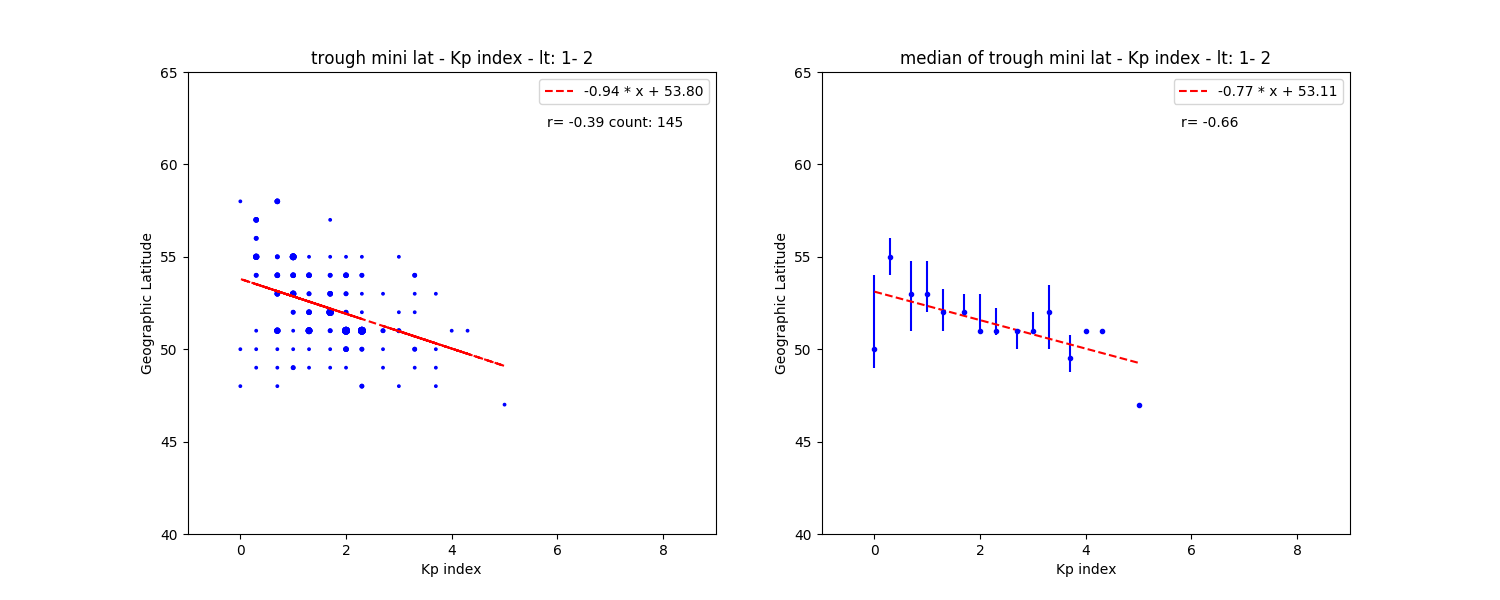 trough mini lat - Kp index - lt: 1- 2
65
60
55
50
45
40
Geographic Latitude
-0.94 * x + 53.80
r= -0.39 count: 145
0
2
4
6
8
Kp index
median of trough mini lat - Kp index - lt: 1- 2
65
60
55
50
45
40
Geographic Latitude
-0.77 * x + 53.11
r= -0.66
0
2
4
6
8
Kp index